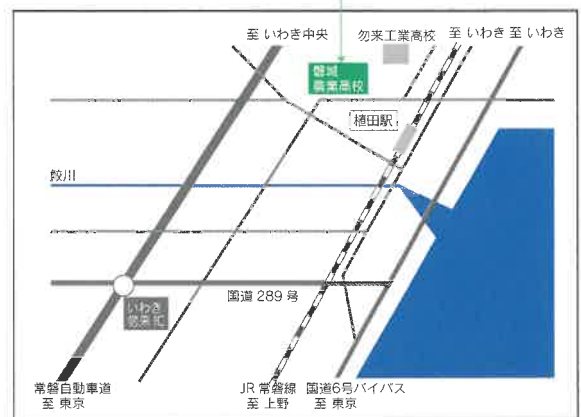 至 いわき中央
勿来工業高校
至 いわき
至 いわき
磐城
農業高校
植田駅
鮫川
国道 289 号
いわき
勿来 IC
常磐自動車道
至 東京
JR 常磐線
至 上野
国道6号バイパス
至 東京